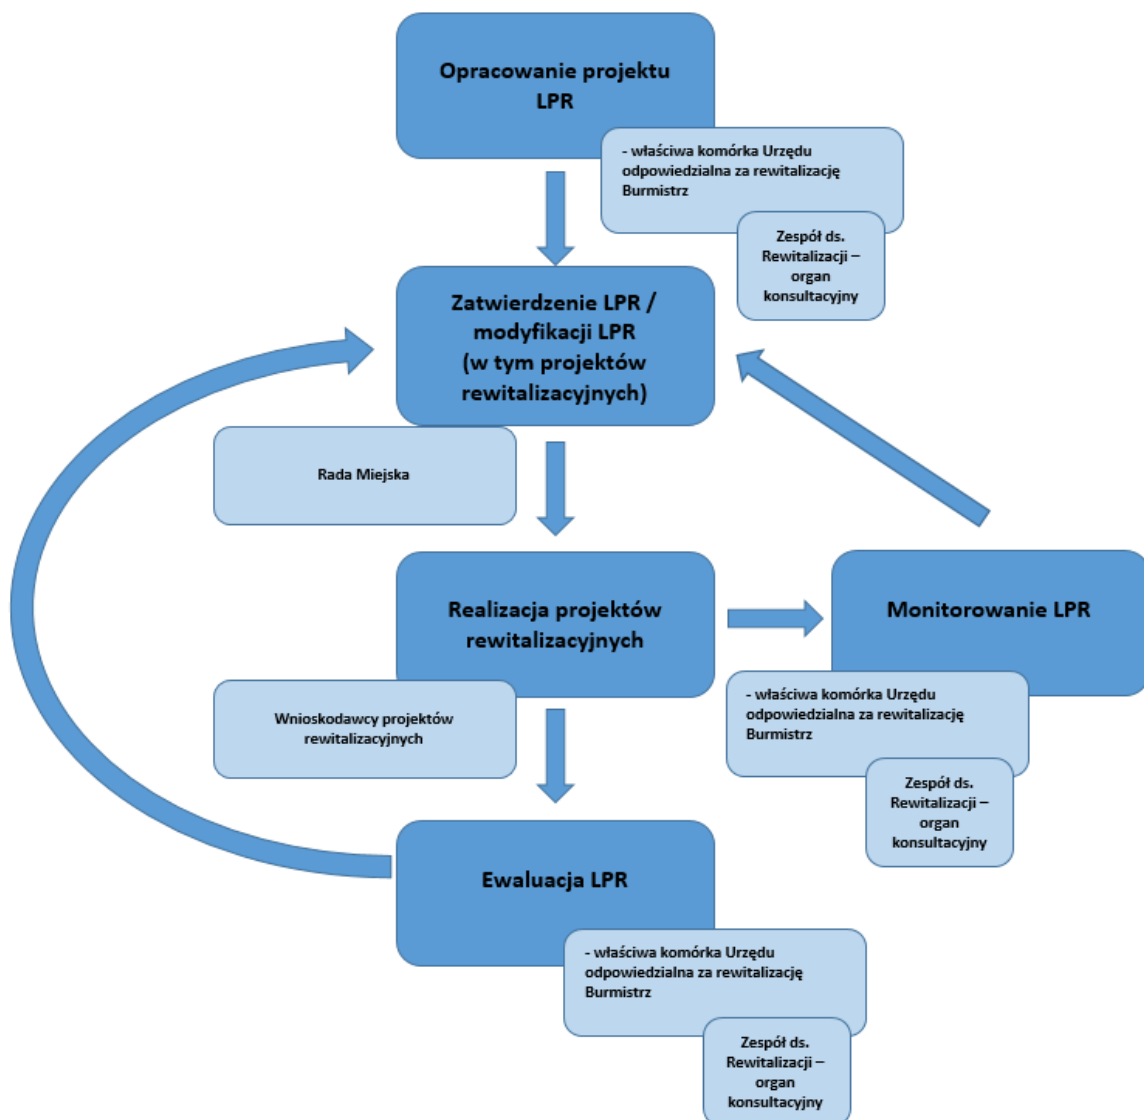 Opracowanie projektu
LPR
- właściwa komórka Urzędu
odpowiedzialna za rewitalizację
Burmistrz
Zespół ds.
Rewitalizacji –
organ
konsultacyjny
Zatwierdzenie LPR /
modyfikacji LPR
(w tym projektów
rewitalizacyjnych)
Rada Miejska
Realizacja projektów
rewitalizacyjnych
Monitorowanie LPR
Wnioskodawcy projektów
rewitalizacyjnych
- właściwa komórka Urzędu
odpowiedzialna za rewitalizację
Burmistrz
Zespół ds.
Rewitalizacji –
organ
konsultacyjny
Ewaluacja LPR
- właściwa komórka Urzędu
odpowiedzialna za rewitalizację
Burmistrz
Zespół ds.
Rewitalizacji –
organ
konsultacyjny